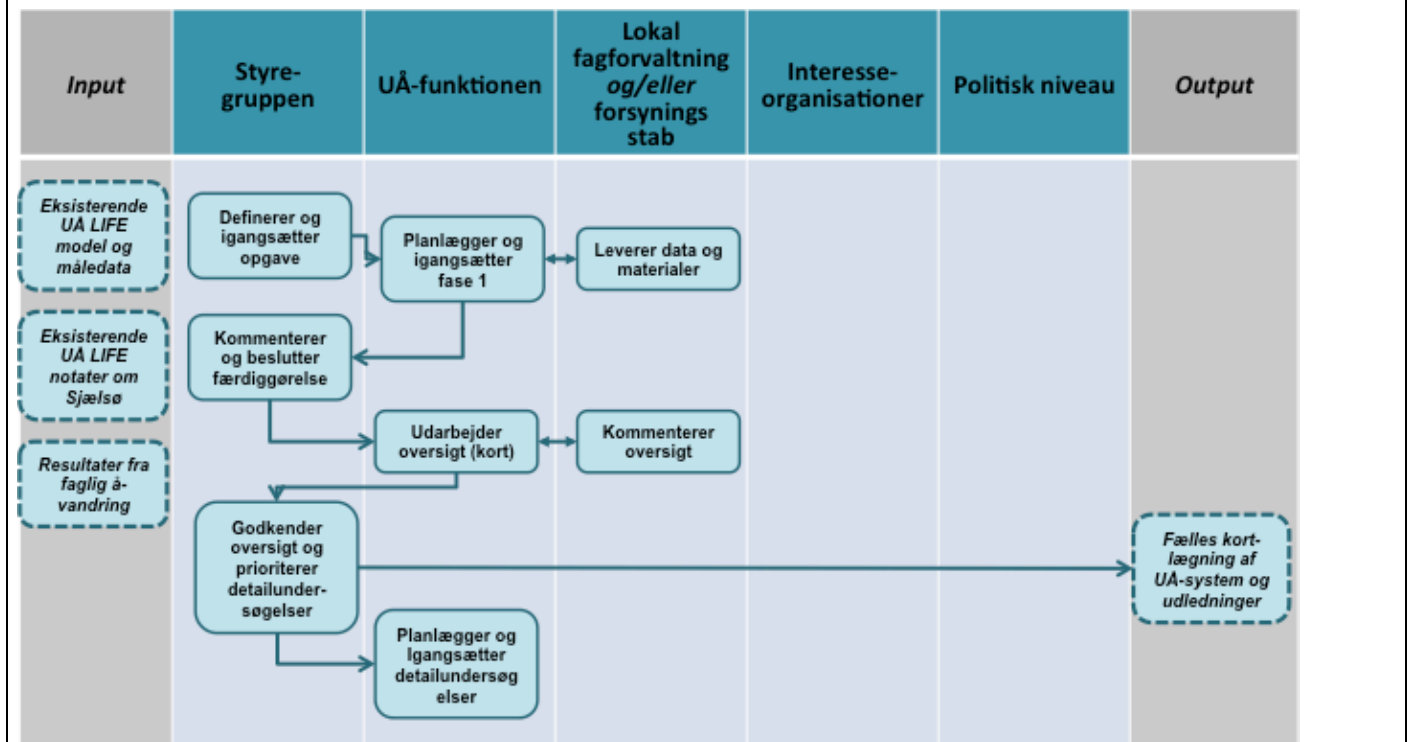 Input
Styre-
gruppen
UÅ-funktionen
Lokal
fagforvaltning
og/eller
forsynings
stab
Interesse-
organisationer
Politisk niveau
Output
Eksisterende
UÅ LIFE
model og
måledata
Definerer og
igangsætter
opgave
Planlægger og
igangsætter
fase 1
Leverer data og
materialer
Eksisterende
UÅ LIFE
notater om
Sjælsø
Kommenterer
og beslutter
færdiggørelse
Udarbejder
oversigt (kort)
Kommenterer
oversigt
Resultater fra
faglig å-
vandring
Godkender
oversigt og
prioriterer
detailunder-
søgelser
Fælles kort-
lægning af
UÅ-system og
udledninger
Planlægger og
Igangsætter
detailundersøg
elser